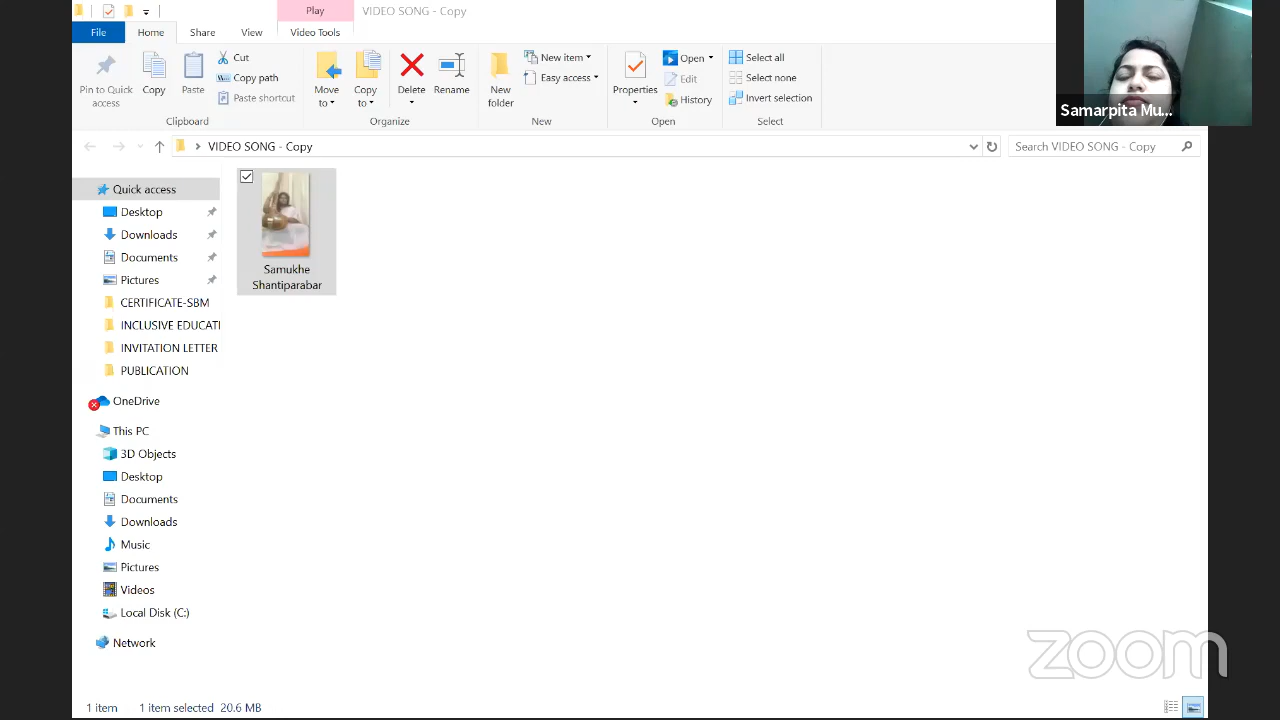 Play
VIDEO SONG - Copy
File
Home
Share
View
Video Tools
Pin to Quick access
Copy
Paste
Cut
Copy path
Paste shortcut
Move to
Copy to
Delete
Rename
New folder
New item
Easy access
Properties
Open
Edit
History
Select all
Select none
Invert selection
Clipboard
Organize
New
Open
Select
Samarpita Mu...
VIDEO SONG - Copy
Search VIDEO SONG - Copy
Quick access
Desktop
Downloads
Documents
Pictures
CERTIFICATE-SBM
INCLUSIVE EDUCATI
INVITATION LETTER
PUBLICATION
OneDrive
This PC
3D Objects
Desktop
Documents
Downloads
Music
Pictures
Videos
Local Disk (C:)
Network
Samukhe
Shantiparabar
1 item
1 item selected 20.6 MB
zoom